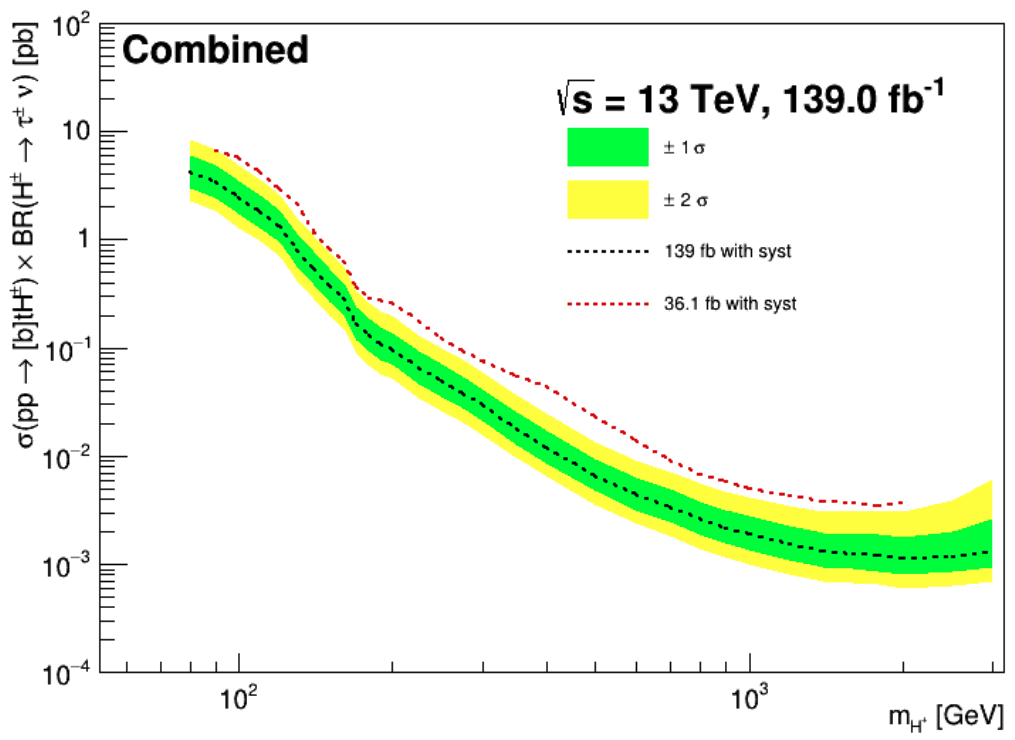 Combined
√s = 13 TeV, 139.0 fb⁻¹
± 1 σ
± 2 σ
139 fb with syst
36.1 fb with syst
σ(pp → [b]tH±) × BR(H± → τ± ν) [pb]
10²
10
1
10⁻¹
10⁻²
10⁻³
10⁻⁴
10²
10³
m_H⁺ [GeV]